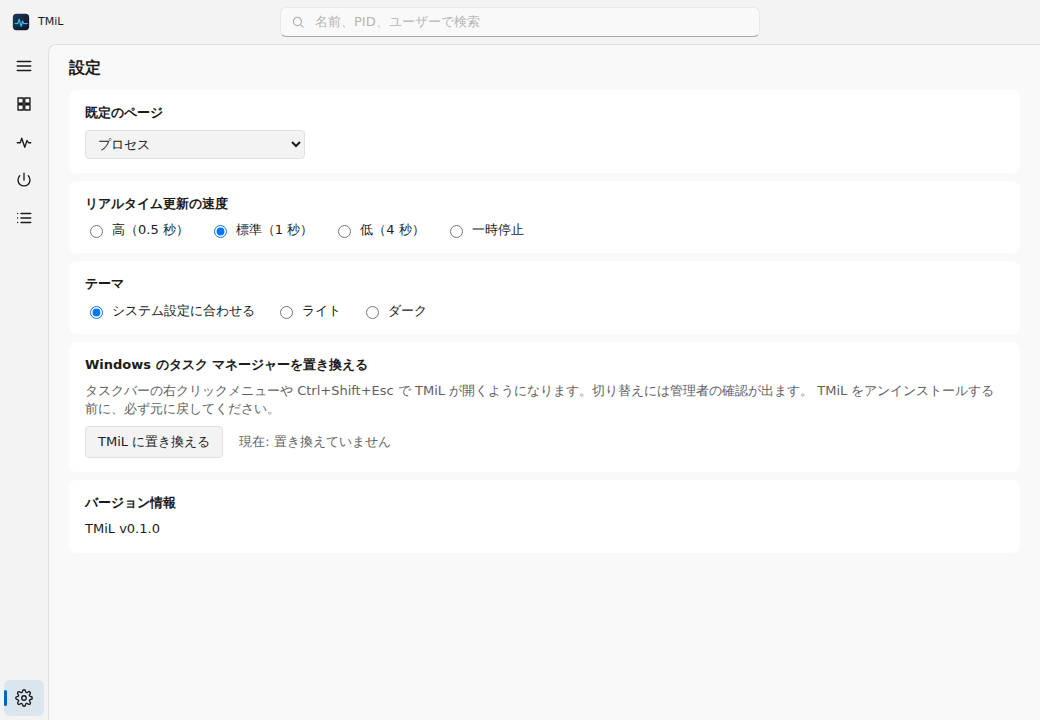 TMiL
名前、PID、ユーザーで検索
設定
既定のページ
プロセス
リアルタイム更新の速度
高（0.5 秒） 標準（1 秒） 低（4 秒） 一時停止
テーマ
システム設定に合わせる ライト ダーク
Windows のタスク マネージャーを置き換える
タスクバーの右クリックメニューや Ctrl+Shift+Esc で TMiL が開くようになります。切り替えには管理者の確認が出ます。 TMiL をアンインストールする
前に、必ず元に戻してください。
TMiL に置き換える 現在: 置き換えていません
バージョン情報
TMiL v0.1.0